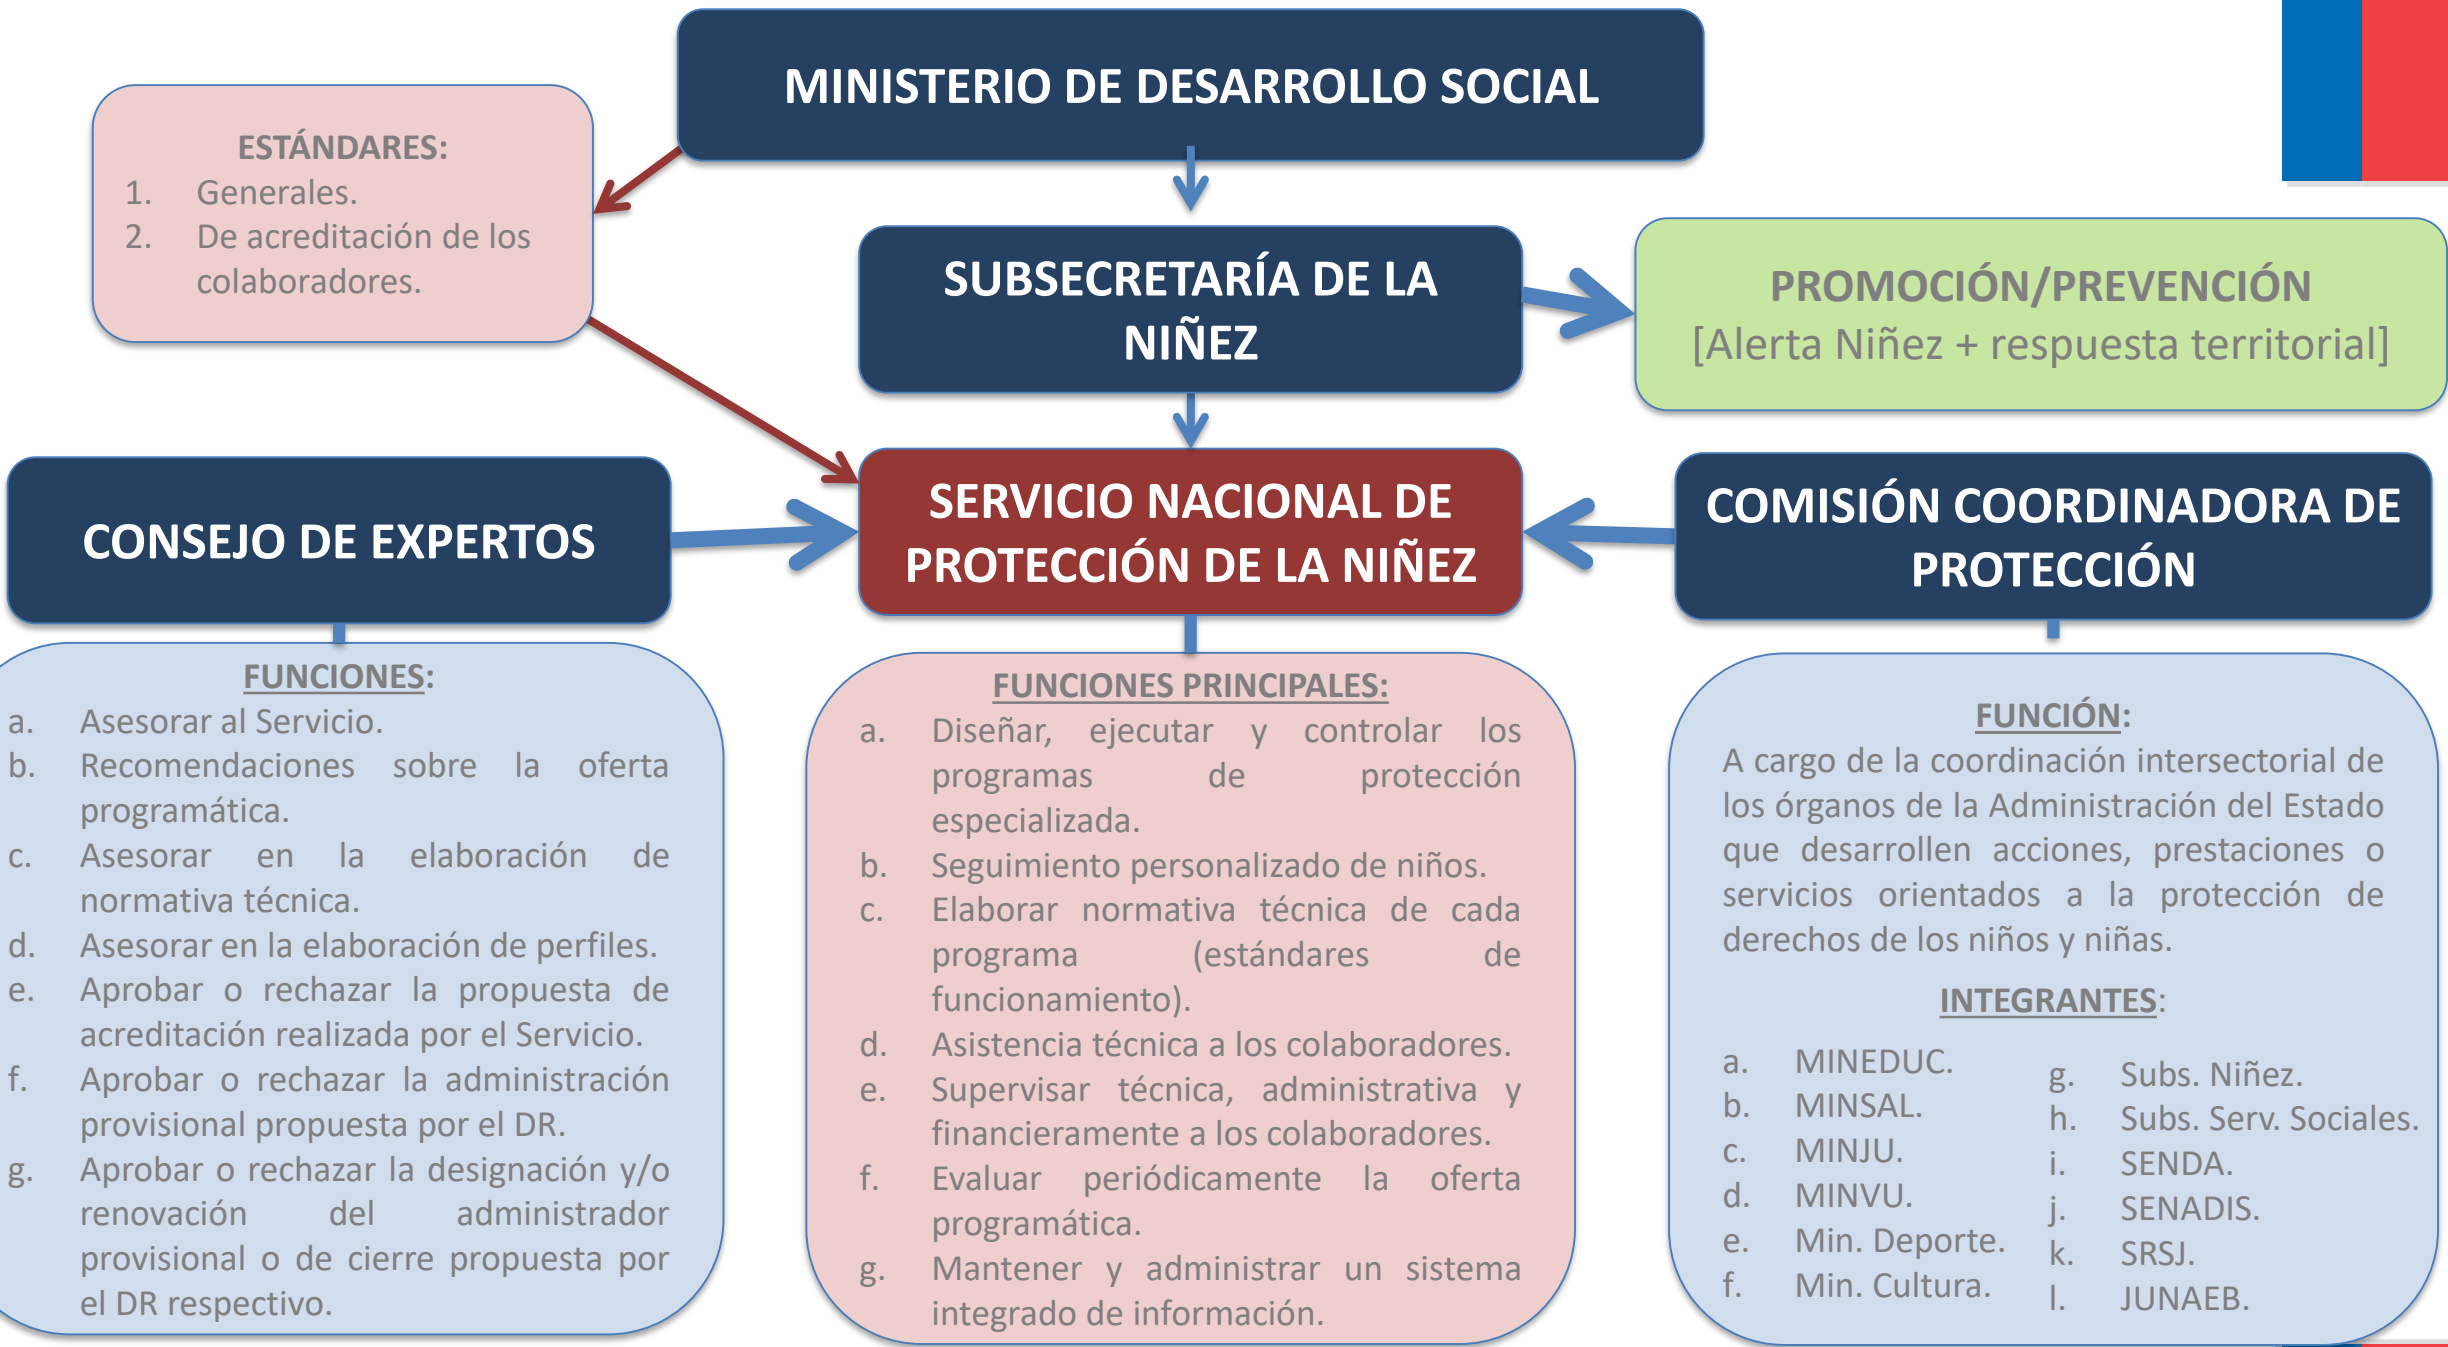 MINISTERIO DE DESARROLLO SOCIAL
ESTÁNDARES:
1. Generales.
2. De acreditación de los
colaboradores.
SUBSECRETARÍA DE LA
NIÑEZ
PROMOCIÓN/PREVENCIÓN
[Alerta Niñez + respuesta territorial]
CONSEJO DE EXPERTOS
SERVICIO NACIONAL DE
PROTECCIÓN DE LA NIÑEZ
COMISIÓN COORDINADORA DE
PROTECCIÓN
FUNCIONES:
a. Asesorar al Servicio.
b. Recomendaciones sobre la oferta
programática.
c. Asesorar en la elaboración de
normativa técnica.
d. Asesorar en la elaboración de perfiles.
e. Aprobar o rechazar la propuesta de
acreditación realizada por el Servicio.
f. Aprobar o rechazar la administración
provisional propuesta por el DR.
g. Aprobar o rechazar la designación y/o
renovación del administrador
provisional o de cierre propuesta por
el DR respectivo.
FUNCIONES PRINCIPALES:
a. Diseñar, ejecutar y controlar los
programas de protección
especializada.
b. Seguimiento personalizado de niños.
c. Elaborar normativa técnica de cada
programa (estándares de
funcionamiento).
d. Asistencia técnica a los colaboradores.
e. Supervisar técnica, administrativa y
financieramente a los colaboradores.
f. Evaluar periódicamente la oferta
programática.
g. Mantener y administrar un sistema
integrado de información.
FUNCIÓN:
A cargo de la coordinación intersectorial de
los órganos de la Administración del Estado
que desarrollen acciones, prestaciones o
servicios orientados a la protección de
derechos de los niños y niñas.
INTEGRANTES:
a. MINEDUC.
b. MINSAL.
c. MINJU.
d. MINVU.
e. Min. Deporte.
f. Min. Cultura.
g. Subs. Niñez.
h. Subs. Serv. Sociales.
i. SENDA.
j. SENADIS.
k. SRSJ.
l. JUNAEB.